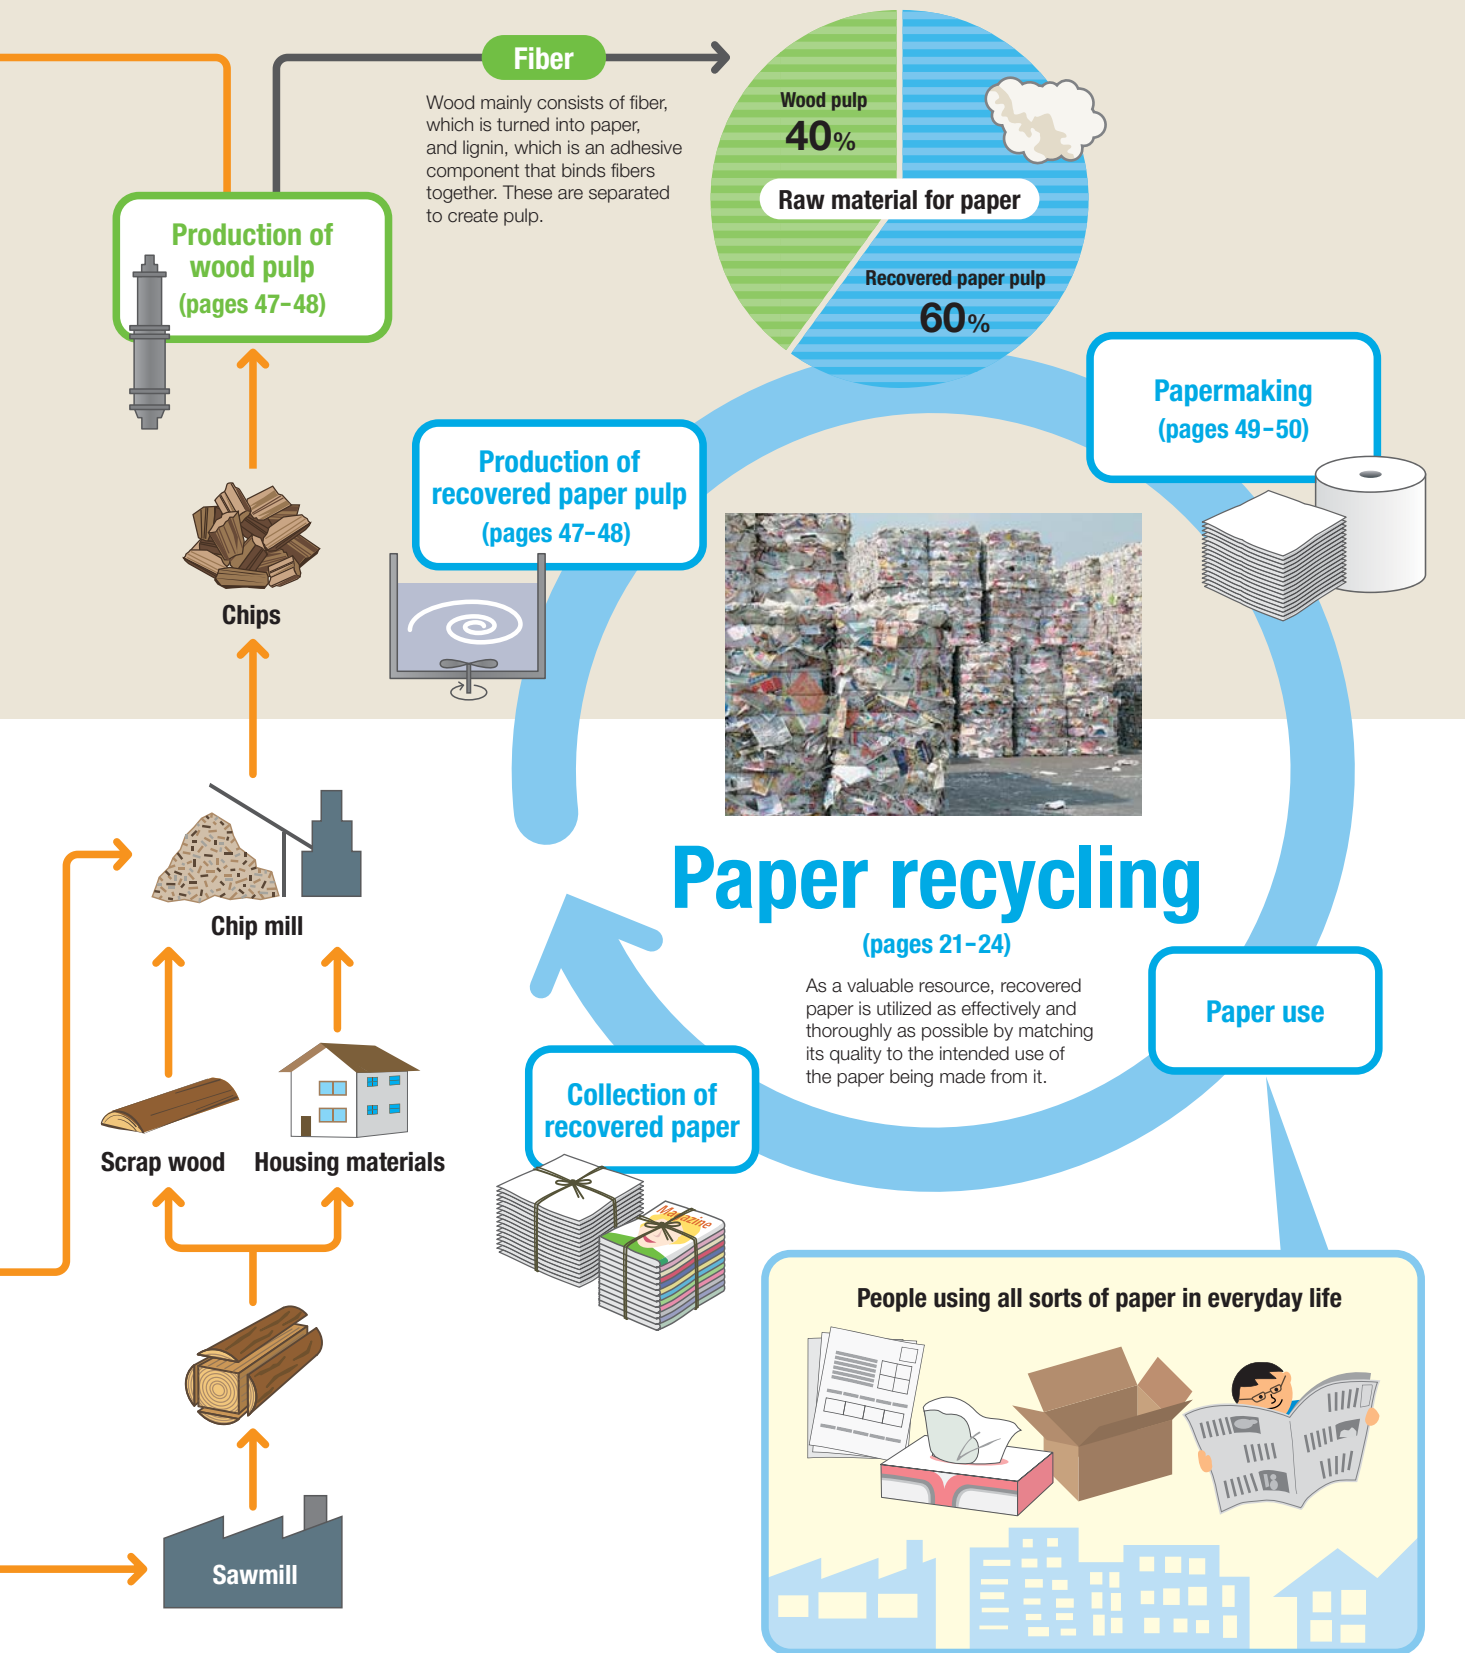 Fiber
Wood mainly consists of fiber,
which is turned into paper,
and lignin, which is an adhesive
component that binds fibers
together. These are separated
to create pulp.
Wood pulp
40%
Raw material for paper
Recovered paper pulp
60%
Production of
wood pulp
(pages 47-48)
Papermaking
(pages 49-50)
Production of
recovered paper pulp
(pages 47-48)
Chips
Chip mill
Paper recycling
(pages 21-24)
As a valuable resource, recovered
paper is utilized as effectively and
thoroughly as possible by matching
its quality to the intended use of
the paper being made from it.
Paper use
Collection of
recovered paper
Magazine
Scrap wood
Housing materials
People using all sorts of paper in everyday life
Sawmill